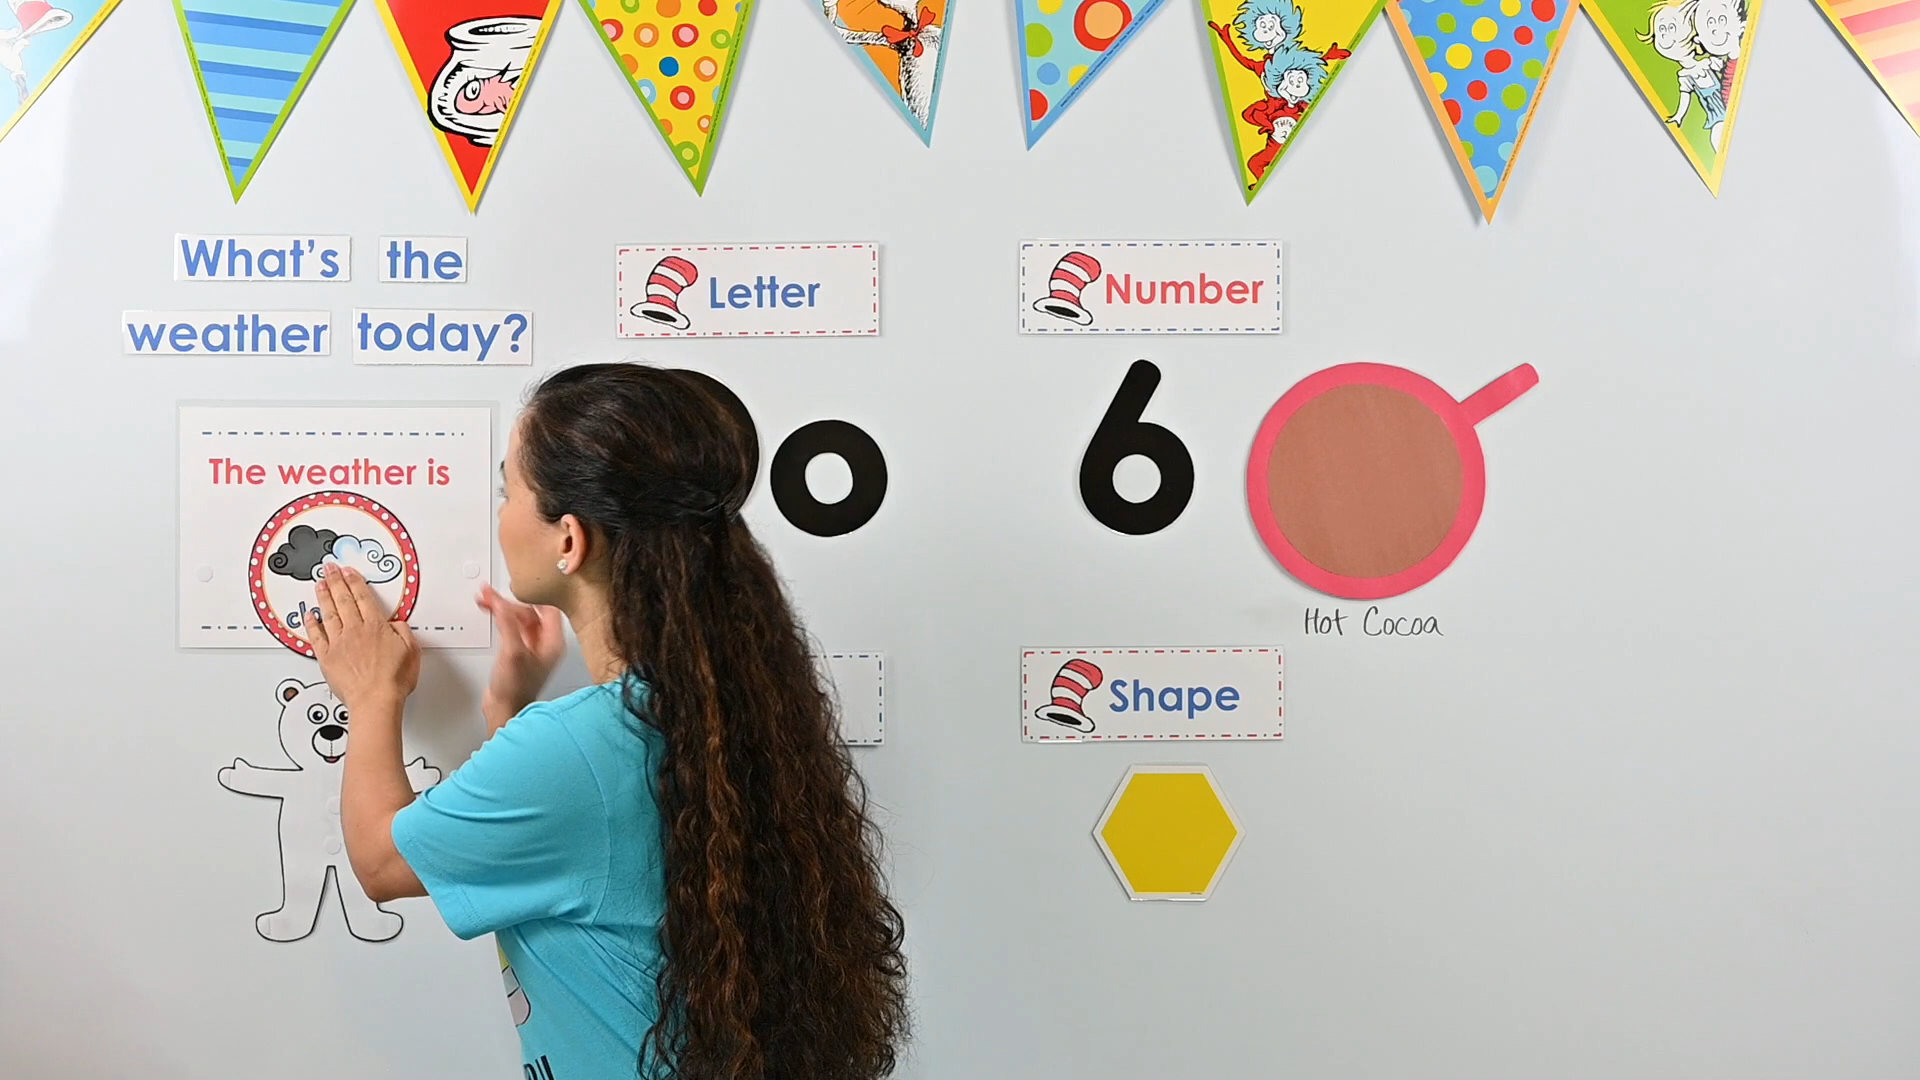 What's the
weather today?
The weather is
Letter
o
Number
6
Hot Cocoa
Shape